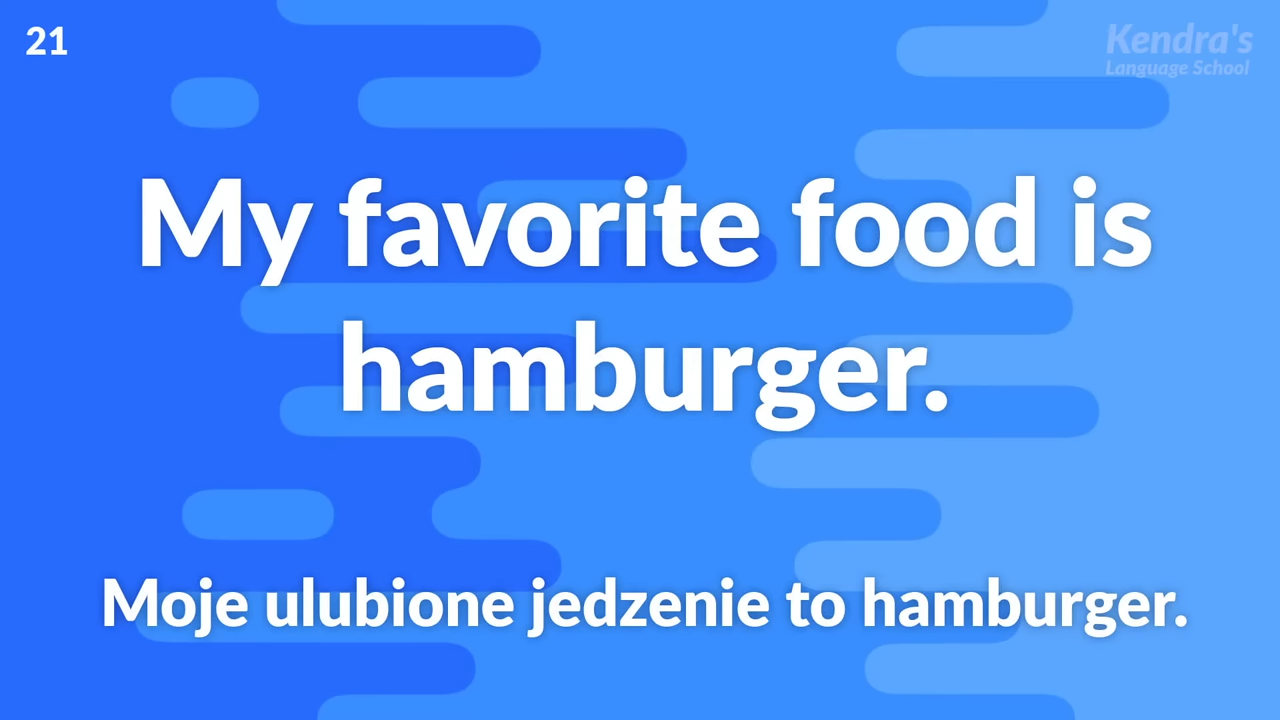 21
Kendra's
Language School
My favorite food is
hamburger.
Moje ulubione jedzenie to hamburger.